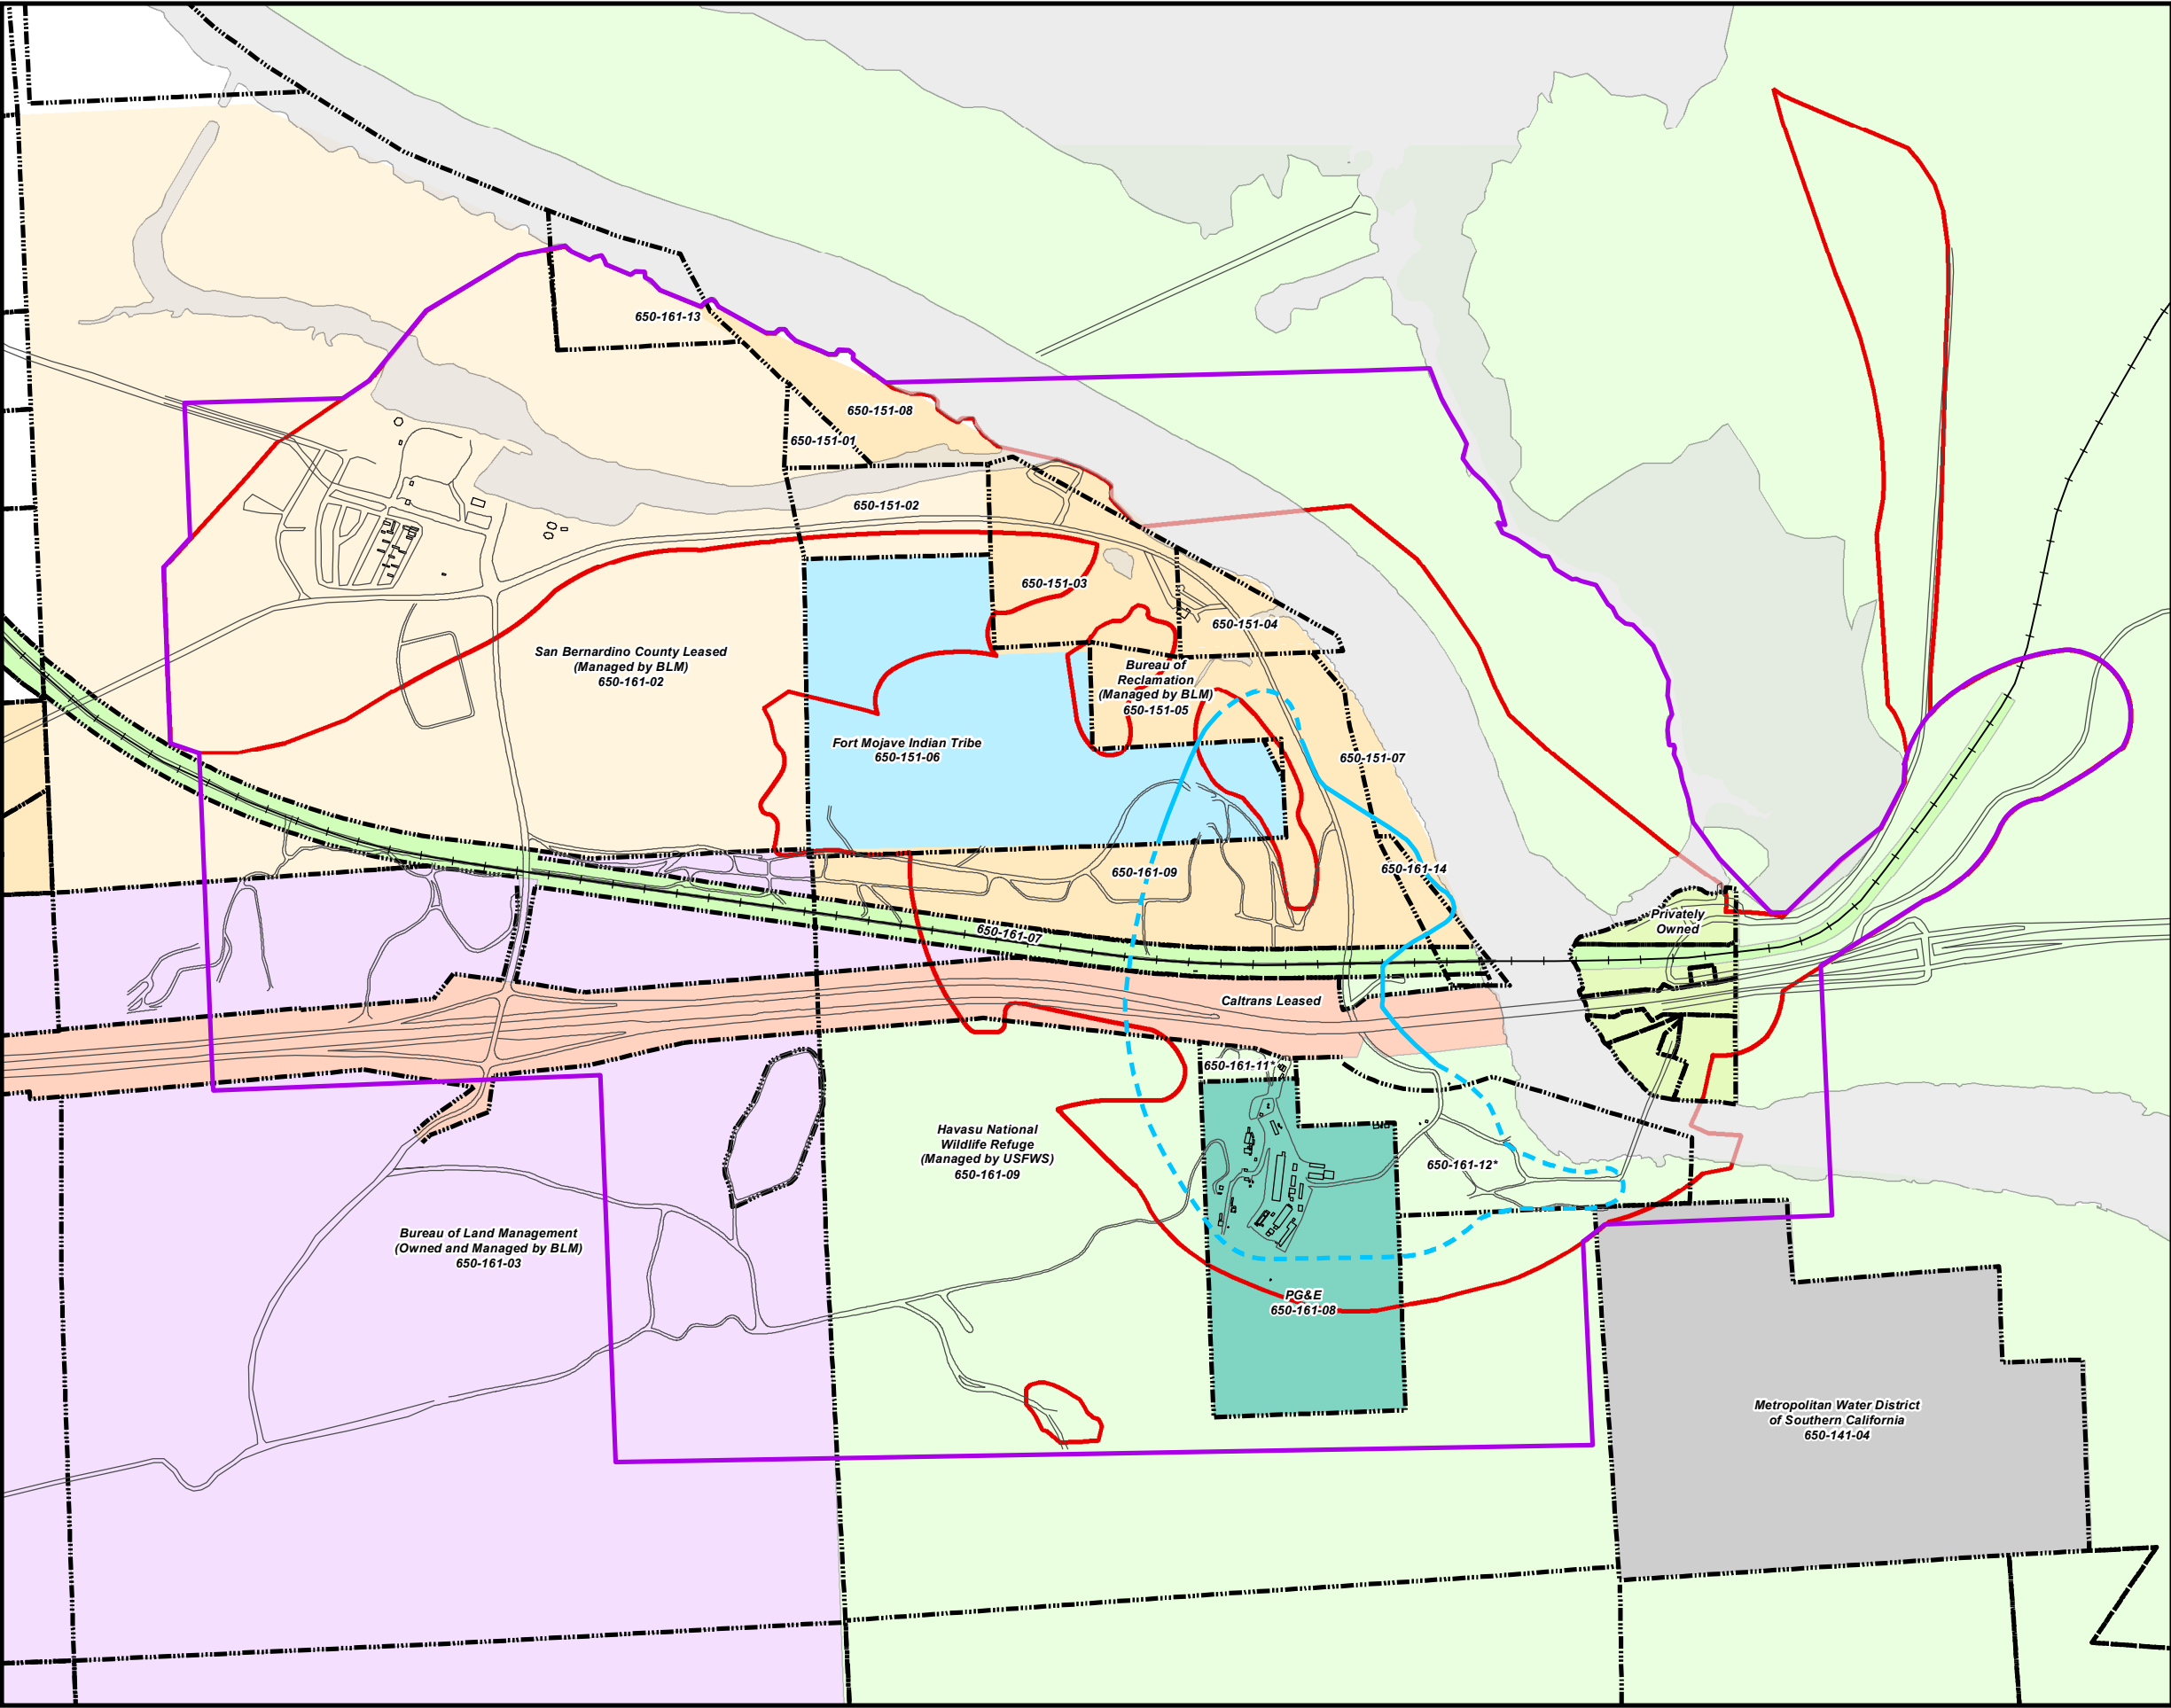 650-161-13
650-151-08
650-151-01
650-151-02
650-151-03
650-151-04
San Bernardino County Leased
(Managed by BLM)
650-161-02
Bureau of
Reclamation
(Managed by BLM)
650-151-05
Fort Mojave Indian Tribe
650-151-06
650-151-07
650-161-09
650-161-14
Privately
Owned
650-161-07
Caltrans Leased
650-161-11*
Havasu National
Wildlife Refuge
(Managed by USFWS)
650-161-09
650-161-12*
Bureau of Land Management
(Owned and Managed by BLM)
650-161-03
PG&E
650-161-08
Metropolitan Water District
of Southern California
650-141-04